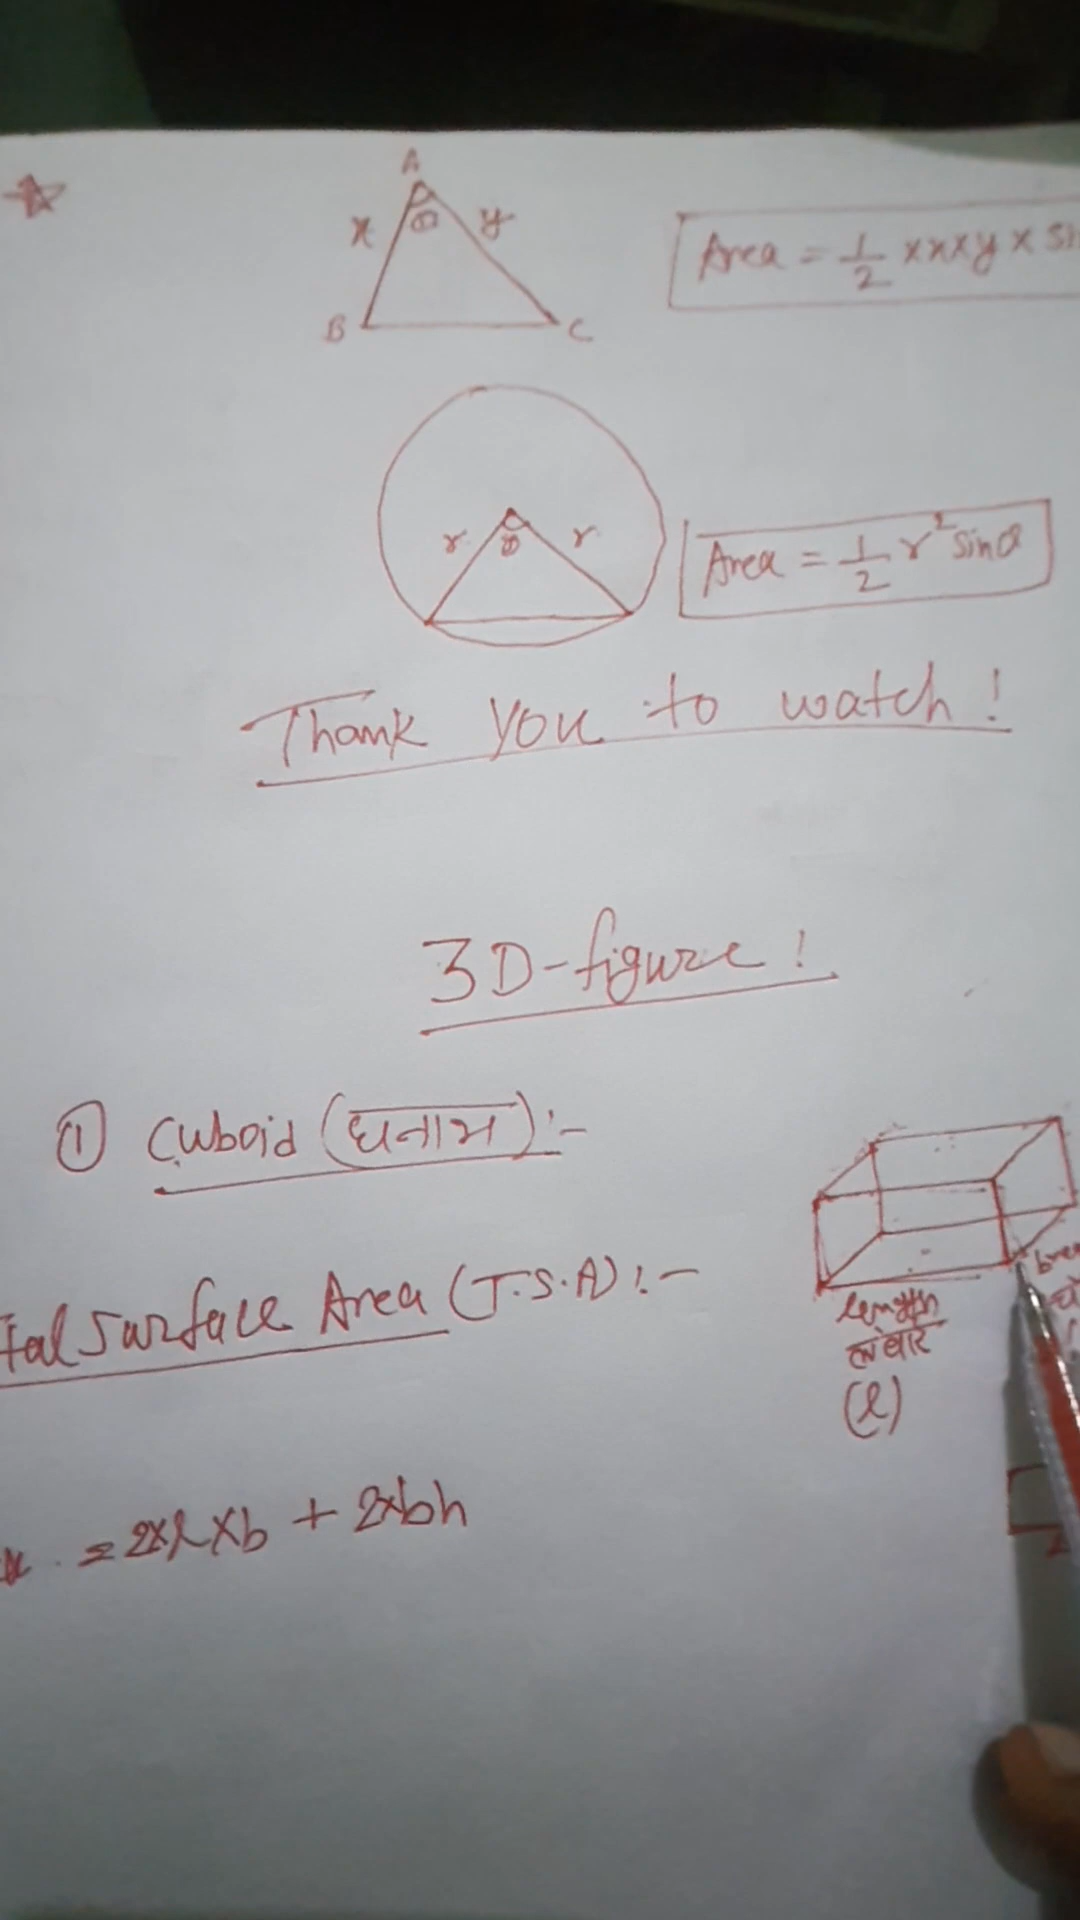 A
x θ y
B C
Area = 1/2 × x × y × si
r θ r
Area = 1/2 r² sinθ
Thank you to watch!
3D-figure!
① Cuboid (घनाभ):-
tal Surface Area (T.S.A):-
length
लंबाई
(l)
= 2×l×b + 2×bh